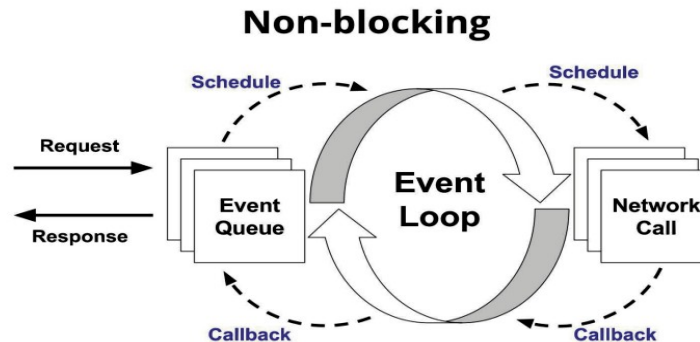 Non-blocking
Schedule
Schedule
Request
Response
Event
Queue
Event
Loop
Network
Call
Callback
Callback